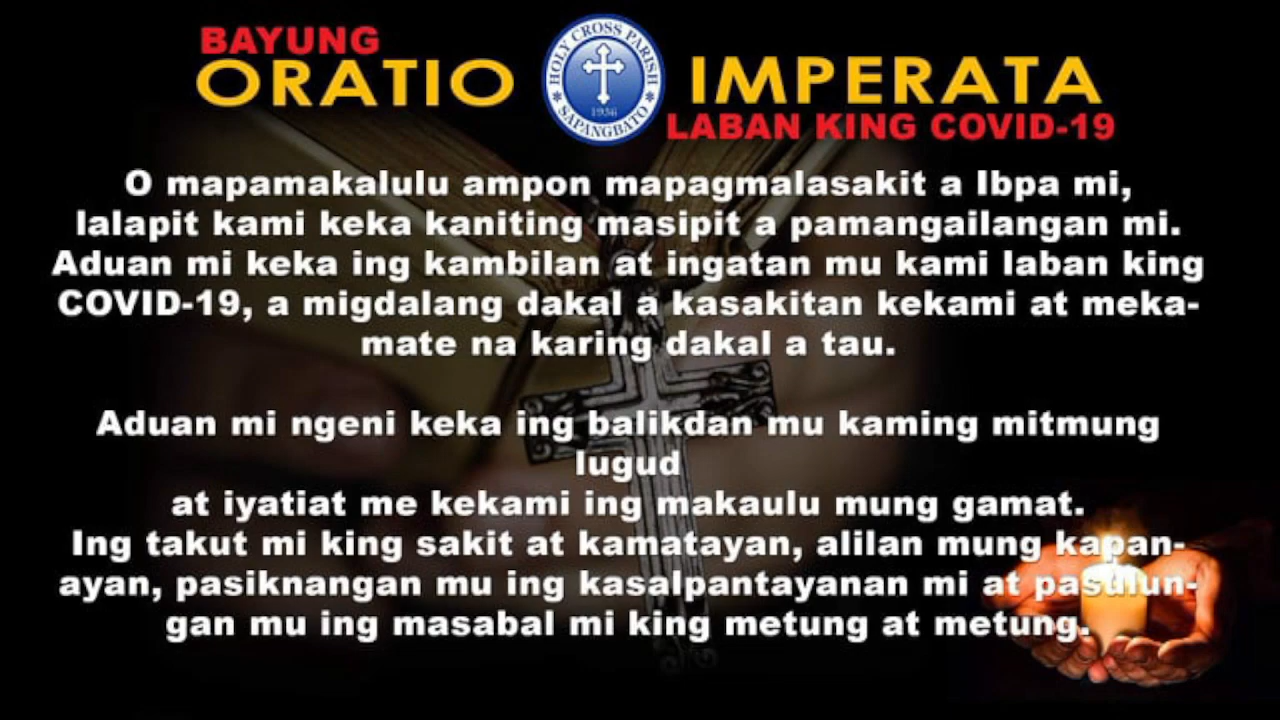 BAYUNG
ORATIO IMPERATA
LABAN KING COVID-19
HOLY CROSS PARISH
1956
SAPANGBATO
O mapamakalulu ampon mapagmalasakit a Ibpa mi,
lalapit kami keka kaniting masipit a pamangailangan mi.
Aduan mi keka ing kambilan at ingatan mu kami laban king
COVID-19, a migdalang dakal a kasakitan kekami at meka-
mate na karing dakal a tau.
Aduan mi ngeni keka ing balikdan mu kaming mitmung
lugud
at iyatiat me kekami ing makaulu mung gamat.
Ing takut mi king sakit at kamatayan, alilan mung kapan-
ayan, pasiknangan mu ing kasalpantayanan mi at pasulun-
gan mu ing masabal mi king metung at metung.